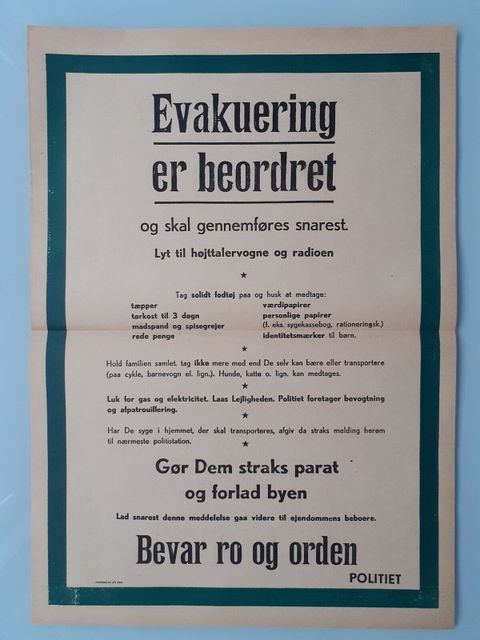 Evakuering
er beordret
og skal gennemføres snarest.
Lyt til højttalervogne og radioen
★
Tag solidt fodtøj paa og husk at medtage:
tæpper
tørkost til 3 døgn
madspand og spisegrejer
rede penge
værdipapirer
personlige papirer
(f. eks. sygekassebog, rationeringsk.)
identitetsmærker til børn.
★
Hold familien samlet. tag ikke mere med end De selv kan bære eller transportere
(paa cykle, barnevogn el. lign.). Hunde, katte o. lign. kan medtages.
★
Luk for gas og elektricitet. Laas Lejligheden. Politiet foretager bevogtning
og afpatrouillering.
★
Har De syge i hjemmet, der skal transporteres, afgiv da straks melding herom
til nærmeste politistation.
★
Gør Dem straks parat
og forlad byen
Lad snarest denne meddelelse gaa videre til ejendommens beboere.
Bevar ro og orden
POLITIET